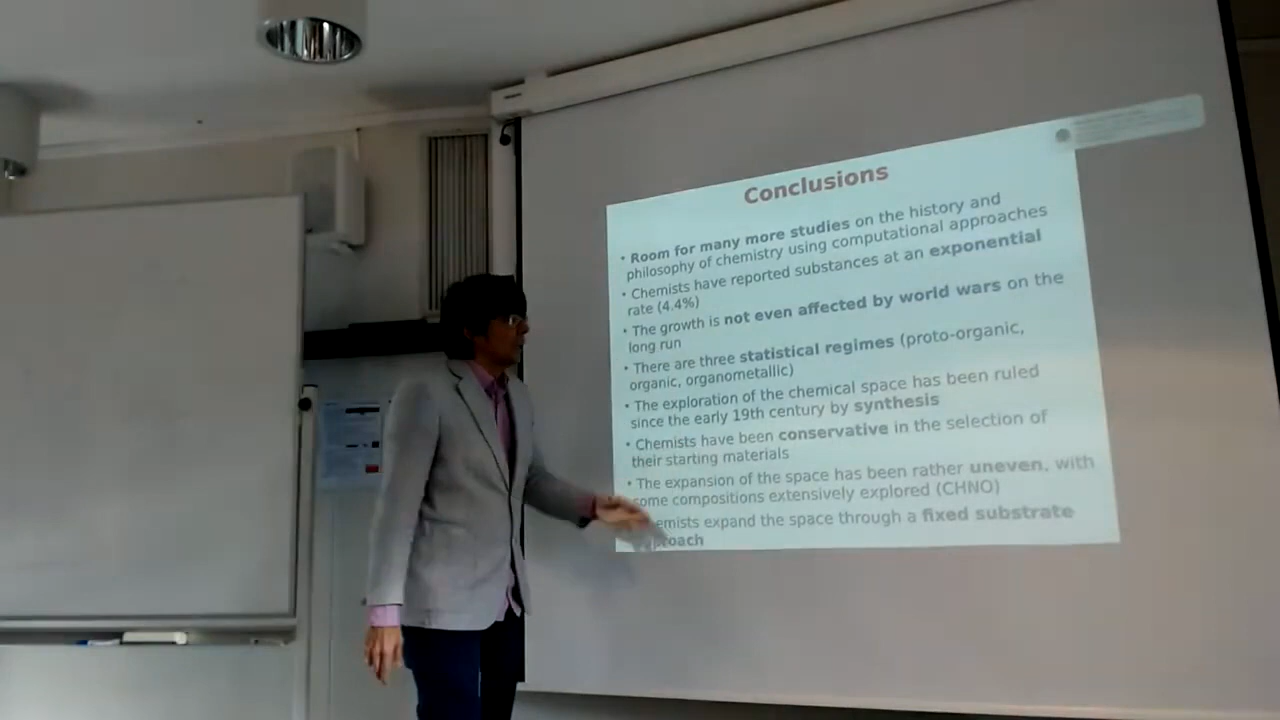 Conclusions
• Room for many more studies on the history and
philosophy of chemistry using computational approaches
• Chemists have reported substances at an exponential
rate (4.4%)
• The growth is not even affected by world wars on the
long run
• There are three statistical regimes (proto-organic,
organic, organometallic)
• The exploration of the chemical space has been ruled
since the early 19th century by synthesis
• Chemists have been conservative in the selection of
their starting materials
• The expansion of the space has been rather uneven, with
some compositions extensively explored (CHNO)
emists expand the space through a fixed substrate
roach